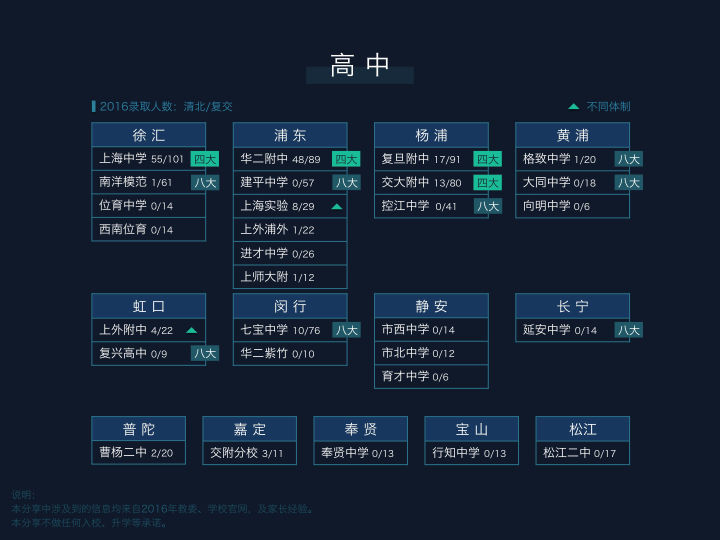 高中
2016录取人数：清北/复交
不同体制
徐汇
上海中学 55/101 四大
南洋模范 1/61 八大
位育中学 0/14
西南位育 0/14
浦东
华二附中 48/89 四大
建平中学 0/57 八大
上海实验 8/29
上外浦外 1/22
进才中学 0/26
上师大附 1/12
杨浦
复旦附中 17/91 四大
交大附中 13/80 四大
控江中学 0/41 八大
黄浦
格致中学 1/20 八大
大同中学 0/18 八大
向明中学 0/6
虹口
上外附中 4/22
复兴高中 0/9 八大
闵行
七宝中学 10/76 八大
华二紫竹 0/10
静安
市西中学 0/14
市北中学 0/12
育才中学 0/6
长宁
延安中学 0/14 八大
普陀
曹杨二中 2/20
嘉定
交附分校 3/11
奉贤
奉贤中学 0/13
宝山
行知中学 0/13
松江
松江二中 0/17
说明：
本分享中涉及到的信息均来自2016年教委、学校官网，及家长经验。
本分享不做任何入校、升学等承诺。